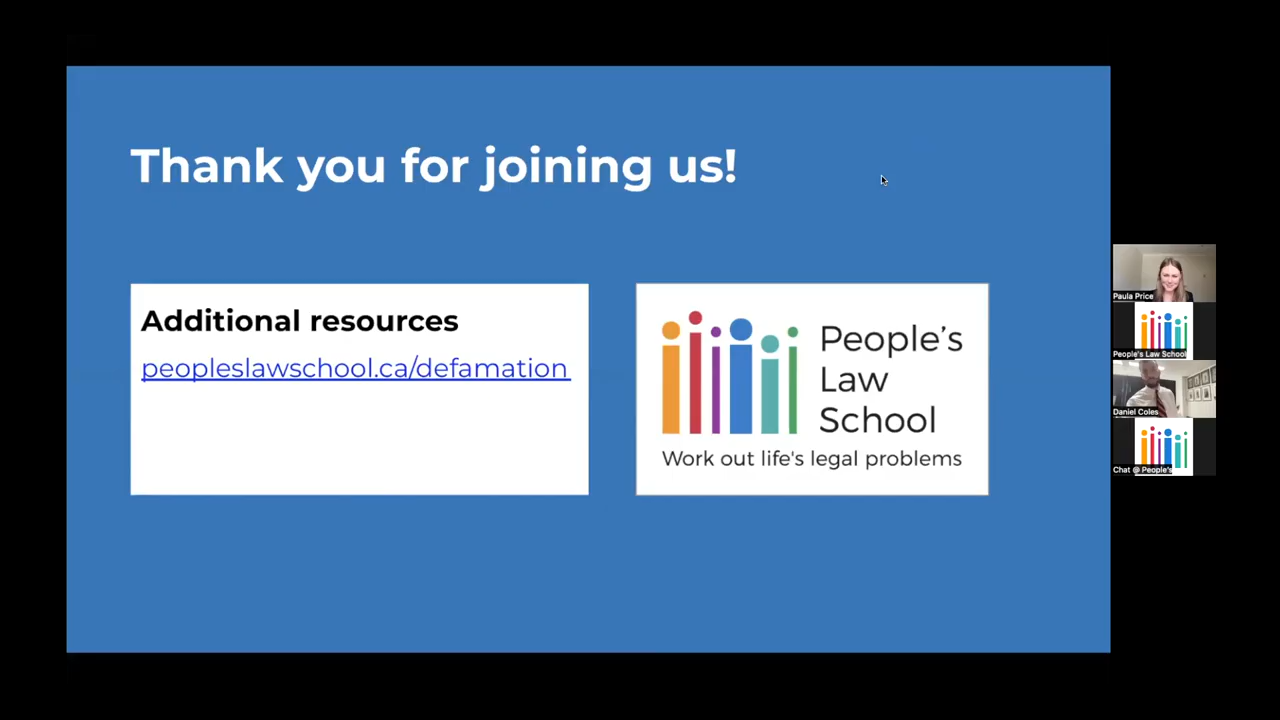 Thank you for joining us!
Additional resources
peopleslawschool.ca/defamation
People's
Law
School
Work out life's legal problems
Paula Price
People's Law School
Daniel Coles
Chat @ People's